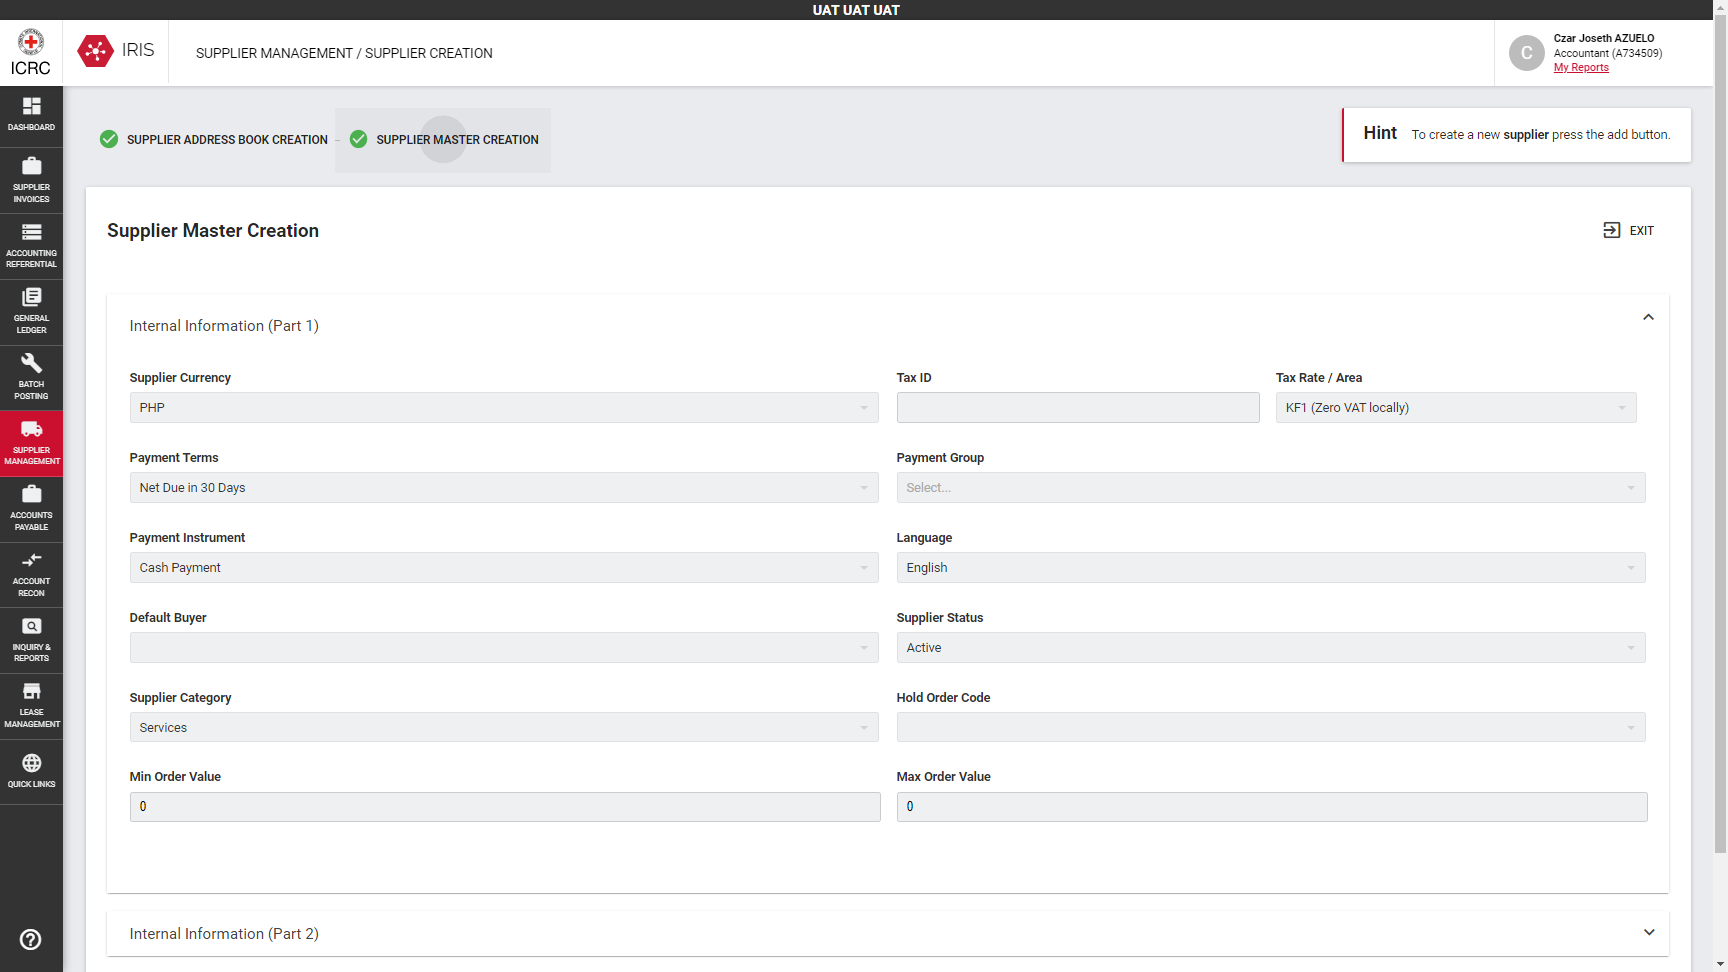 UAT UAT UAT
ICRC
IRIS
SUPPLIER MANAGEMENT / SUPPLIER CREATION
C
Czar Joseth AZUELO
Accountant (A734509)
My Reports
DASHBOARD
SUPPLIER
INVOICES
ACCOUNTING
REFERENTIAL
GENERAL
LEDGER
BATCH
POSTING
SUPPLIER
MANAGEMENT
ACCOUNTS
PAYABLE
ACCOUNT
RECON
INQUIRY &
REPORTS
LEASE
MANAGEMENT
QUICK LINKS
SUPPLIER ADDRESS BOOK CREATION
SUPPLIER MASTER CREATION
Hint To create a new supplier press the add button.
Supplier Master Creation
EXIT
Internal Information (Part 1)
Supplier Currency
PHP
Tax ID
Tax Rate / Area
KF1 (Zero VAT locally)
Payment Terms
Net Due in 30 Days
Payment Group
Select...
Payment Instrument
Cash Payment
Language
English
Default Buyer
Supplier Status
Active
Supplier Category
Services
Hold Order Code
Min Order Value
0
Max Order Value
0
Internal Information (Part 2)